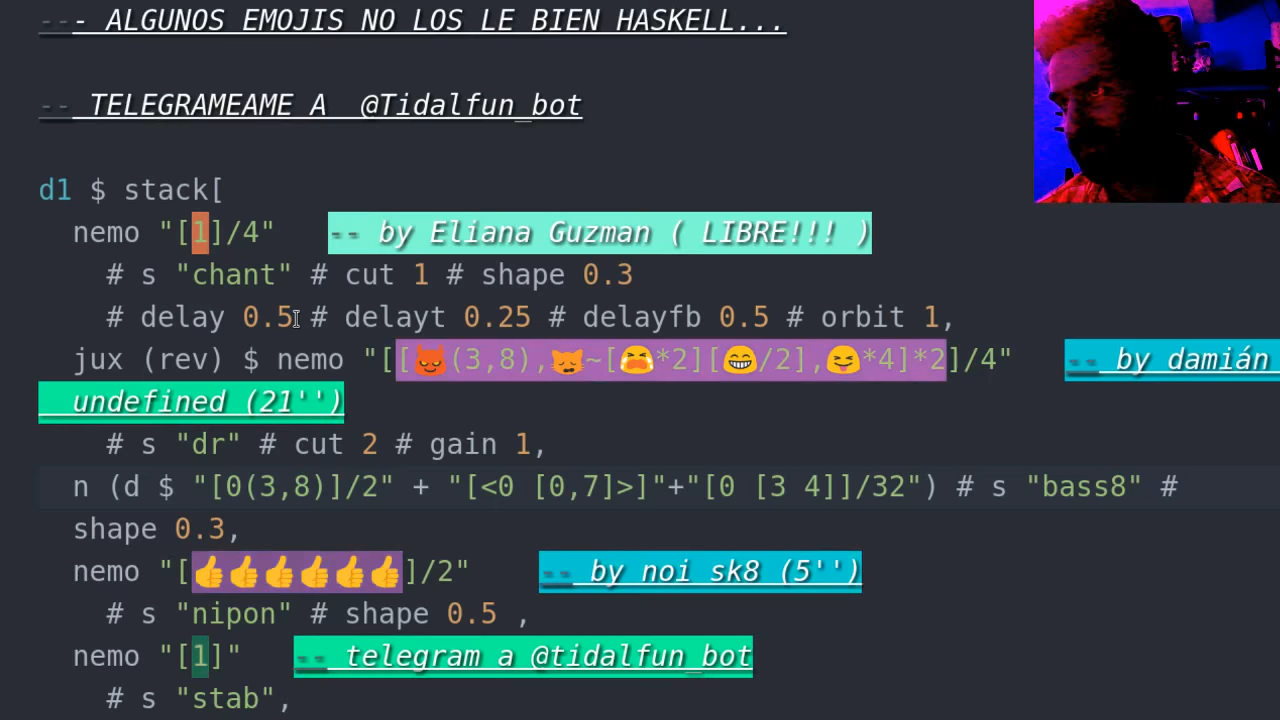 --- - ALGUNOS EMOJIS NO LOS LE BIEN HASKELL...
-- TELEGRAMEAME A  @Tidalfun_bot
d1 $ stack[
nemo "[1]/4"   -- by Eliana Guzman ( LIBRE!!! )
# s "chant" # cut 1 # shape 0.3
# delay 0.5 # delayt 0.25 # delayfb 0.5 # orbit 1,
jux (rev) $ nemo "[[👿(3,8),😼~[😭*2][😁/2],😝*4]*2]/4"   -- by damián
undefined (21'')
# s "dr" # cut 2 # gain 1,
n (d $ "[0(3,8)]/2" + "[<0 [0,7]>]"+"[0 [3 4]]/32") # s "bass8" #
shape 0.3,
nemo "[👍👍👍👍👍👍]/2"    -- by noi sk8 (5'')
# s "nipon" # shape 0.5 ,
nemo "[1]"   -- telegram a @tidalfun_bot
# s "stab",